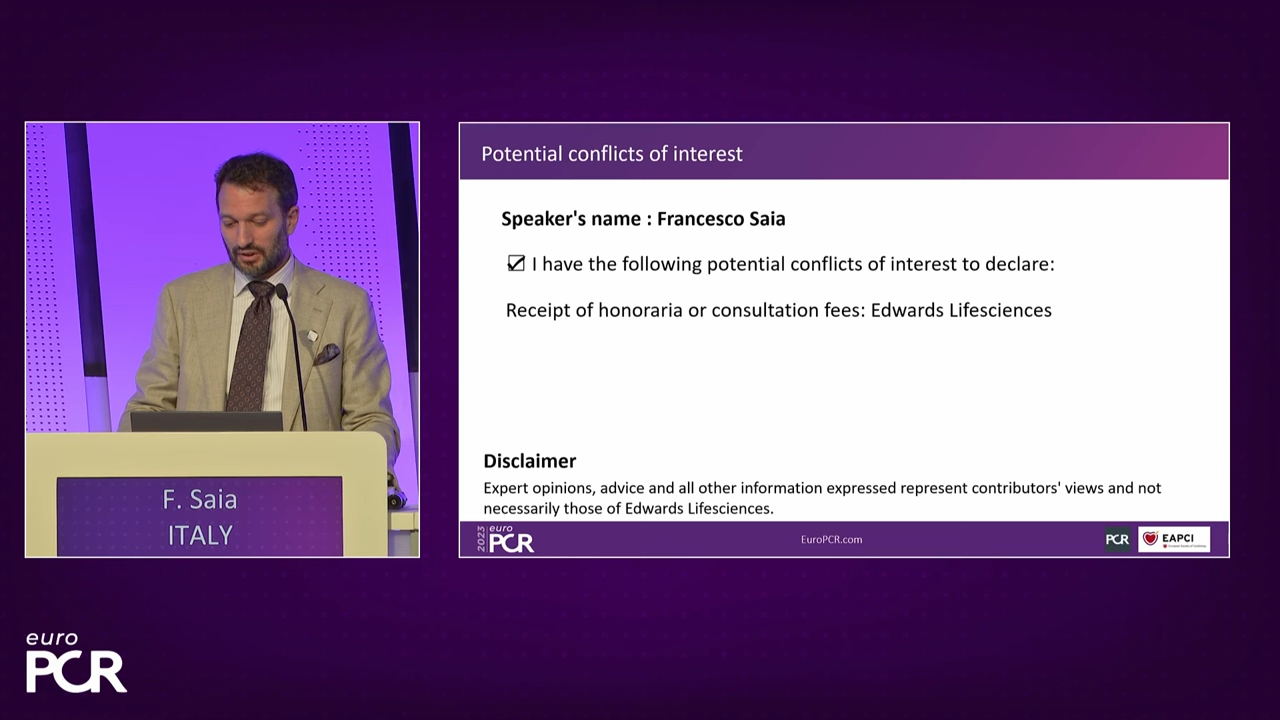 Potential conflicts of interest
Speaker's name : Francesco Saia
I have the following potential conflicts of interest to declare:
Receipt of honoraria or consultation fees: Edwards Lifesciences
Disclaimer
Expert opinions, advice and all other information expressed represent contributors' views and not
necessarily those of Edwards Lifesciences.
2023
euro
PCR
EuroPCR.com
PCR
EAPCI
F. Saia
ITALY
euro
PCR